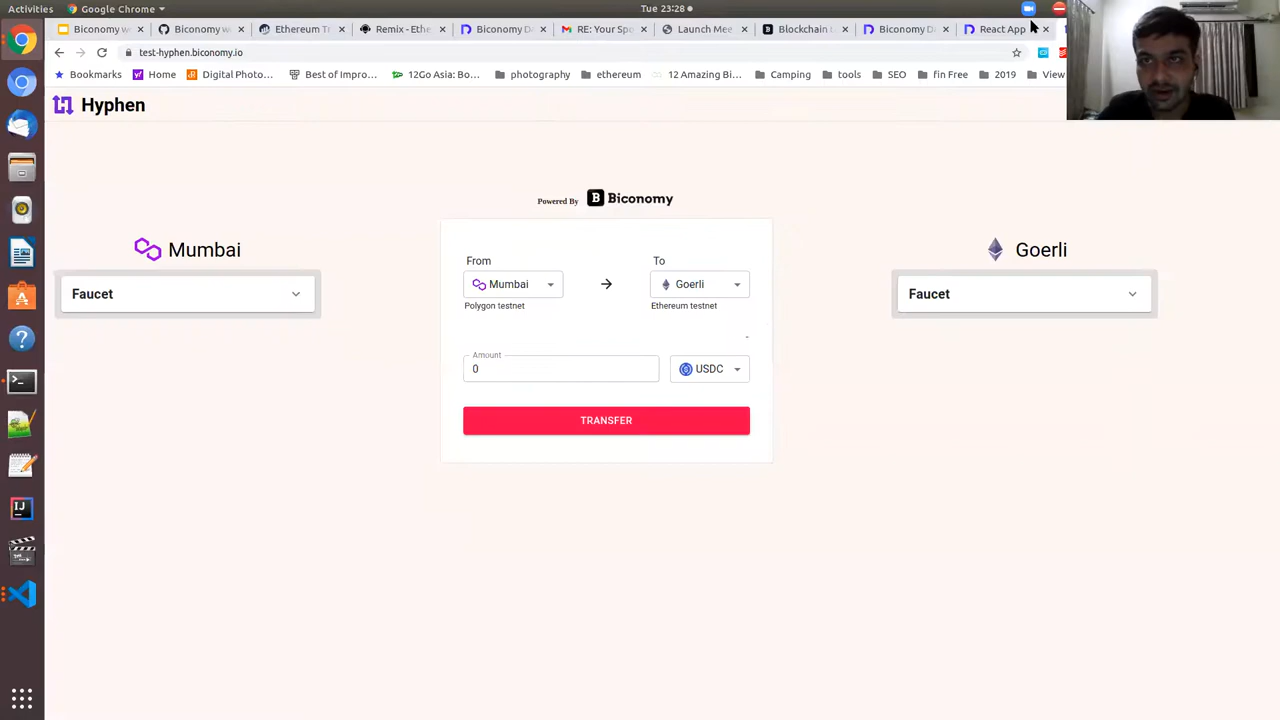 Activities Google Chrome Tue 23:28
Biconomy w Biconomy w Ethereum Remix - Ethe Biconomy D RE: Your Sp Launch Mee Blockchain Biconomy D React App
test-hyphen.biconomy.io
Bookmarks Home Digital Photo... Best of Impro... 12Go Asia: Bo... photography ethereum 12 Amazing Bi... Camping tools SEO fin Free 2019 View
Hyphen
Powered By Biconomy
Mumbai
Faucet
From To
Mumbai Goerli
Polygon testnet Ethereum testnet
Amount
0 USDC
TRANSFER
Goerli
Faucet